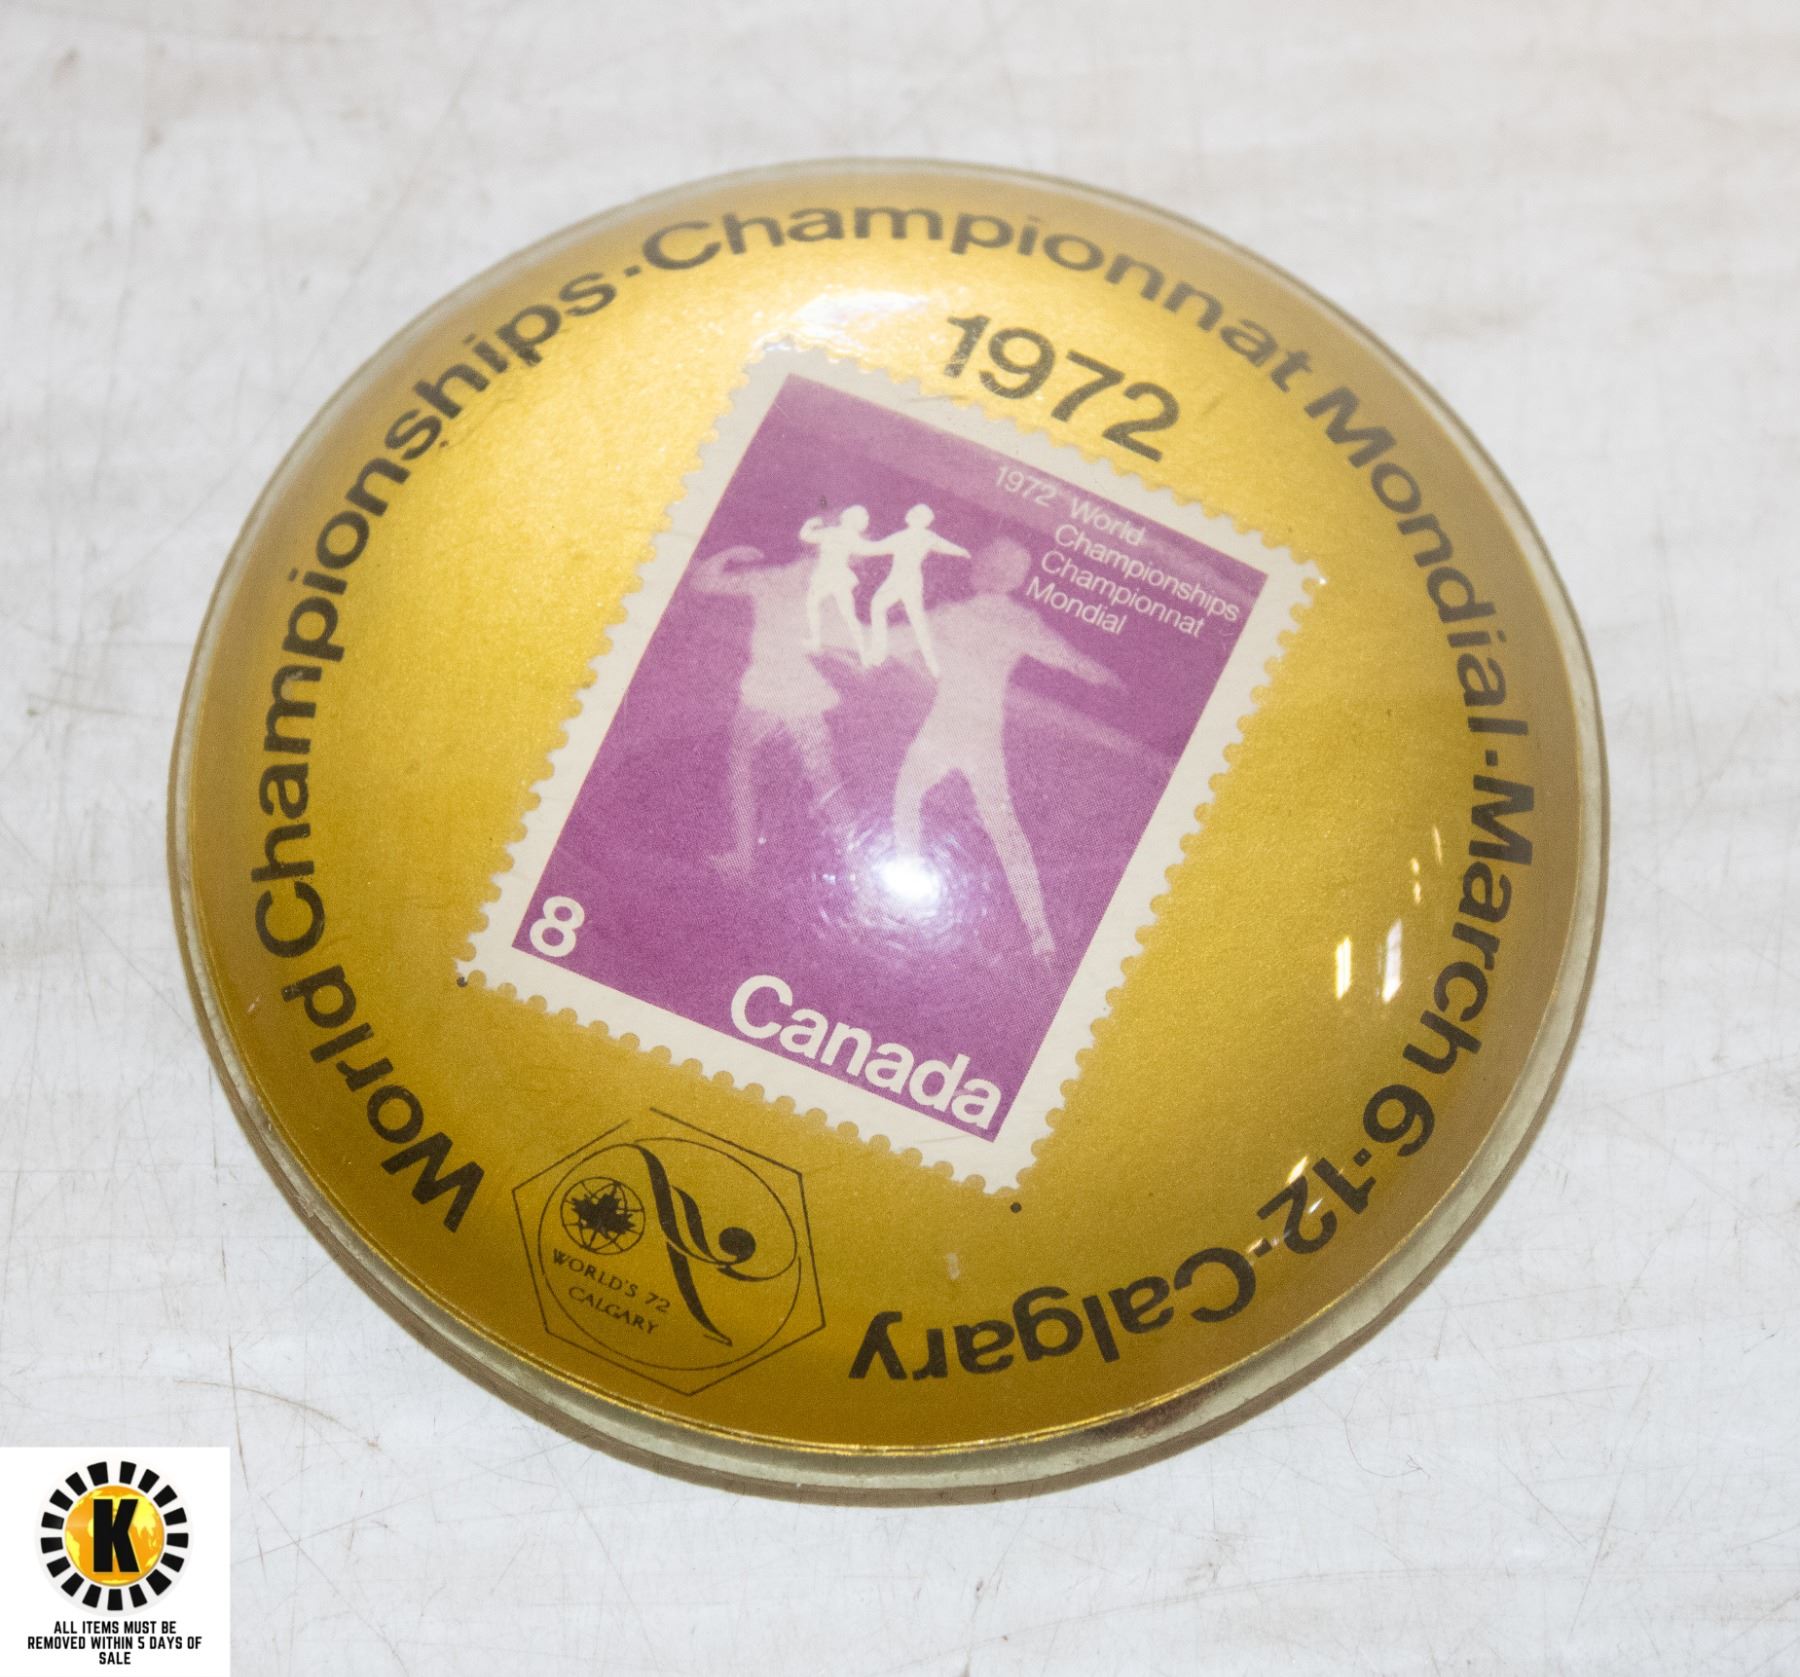 World Championships·Championnat Mondial·March 6·12·Calgary
1972
1972 World
Championships
Championnat
Mondial
8
Canada
WORLD'S 72
CALGARY
K
ALL ITEMS MUST BE
REMOVED WITHIN 5 DAYS OF
SALE